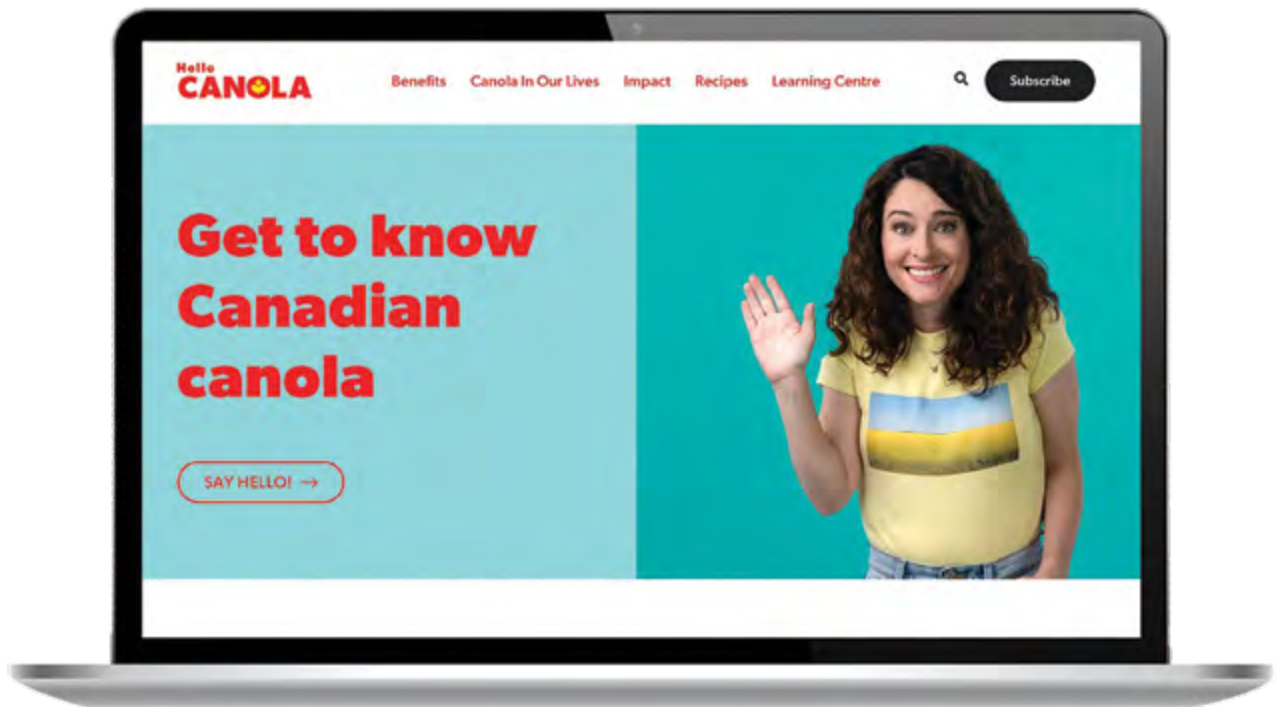 Hello
CANOLA
Benefits Canola In Our Lives Impact Recipes Learning Centre Subscribe
Get to know
Canadian
canola
SAY HELLO! →